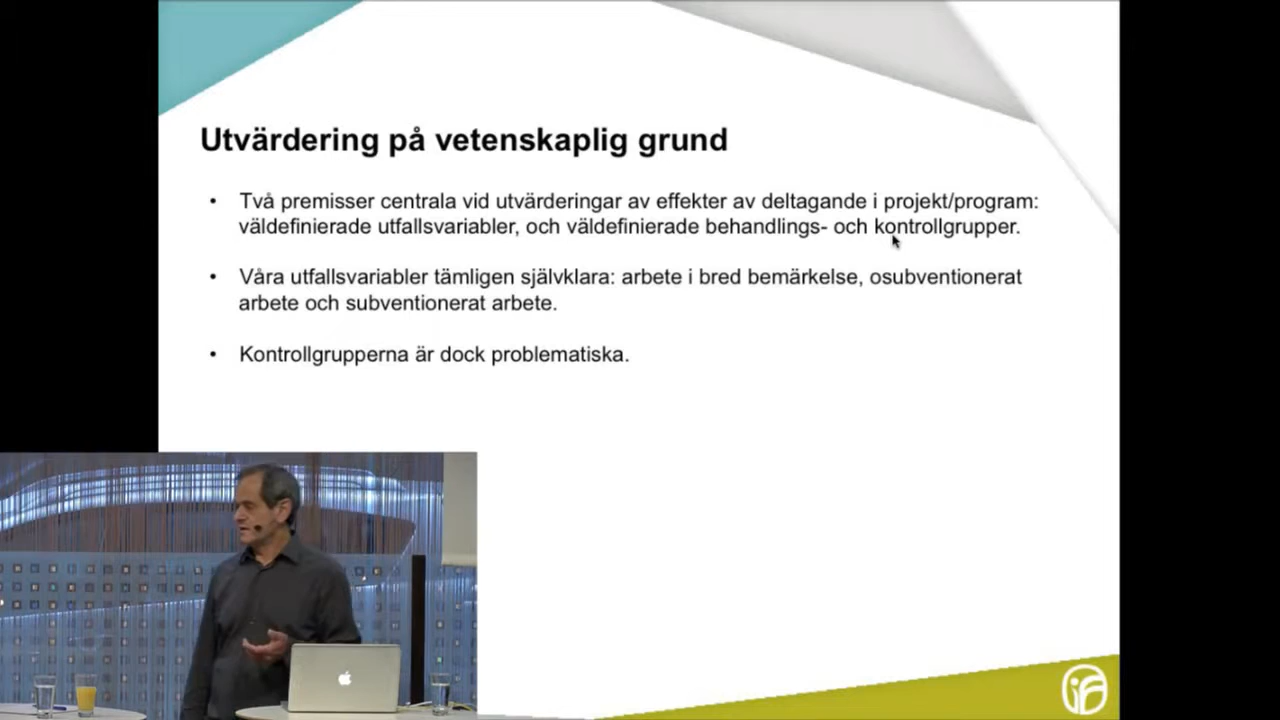 Utvärdering på vetenskaplig grund
• Två premisser centrala vid utvärderingar av effekter av deltagande i projekt/program:
väldefinierade utfallsvariabler, och väldefinierade behandlings- och kontrollgrupper.
• Våra utfallsvariabler tämligen självklara: arbete i bred bemärkelse, osubventionerat
arbete och subventionerat arbete.
• Kontrollgrupperna är dock problematiska.